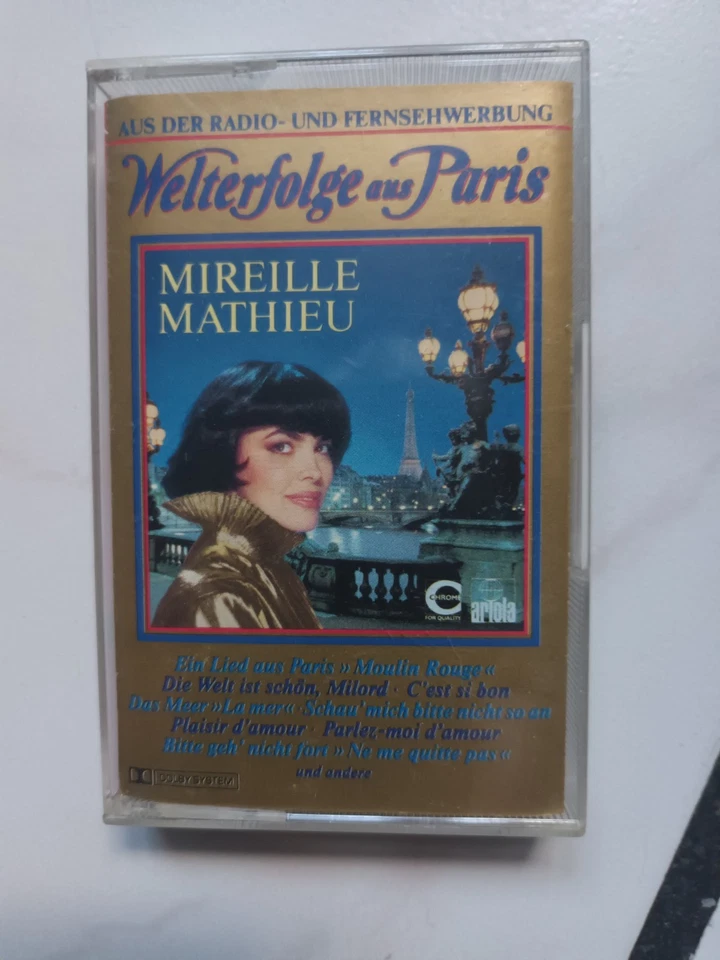 AUS DER RADIO- UND FERNSEHWERBUNG
Welterfolge aus Paris
MIREILLE
MATHIEU
CHROME
FOR QUALITY
ariola
Ein Lied aus Paris » Moulin Rouge «
Die Welt ist schön, Milord · C'est si bon
Das Meer »La mer« · Schau' mich bitte nicht so an
Plaisir d'amour · Parlez-moi d'amour
Bitte geh' nicht fort » Ne me quitte pas «
und andere
DOLBY SYSTEM